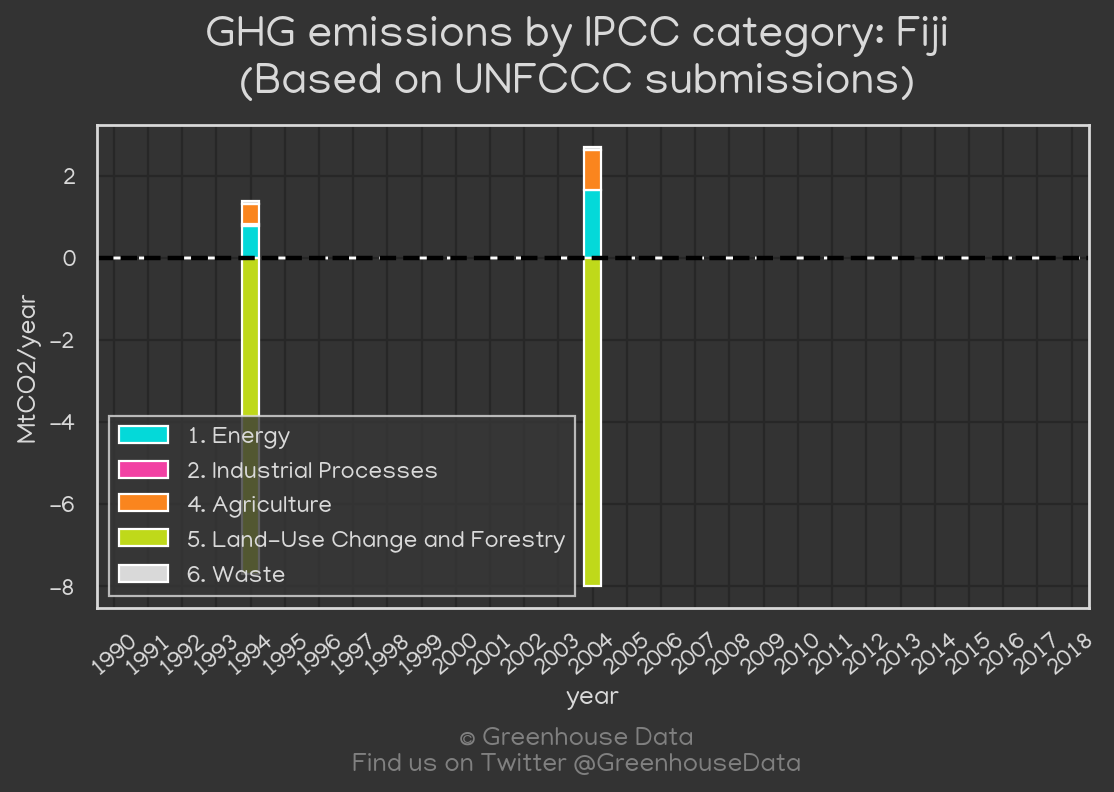 GHG emissions by IPCC category: Fiji
(Based on UNFCCC submissions)
MtCO2/year
2
0
−2
−4
−6
−8
1. Energy
2. Industrial Processes
4. Agriculture
5. Land-Use Change and Forestry
6. Waste
1990 1991 1992 1993 1994 1995 1996 1997 1998 1999 2000 2001 2002 2003 2004 2005 2006 2007 2008 2009 2010 2011 2012 2013 2014 2015 2016 2017 2018
year
© Greenhouse Data
Find us on Twitter @GreenhouseData